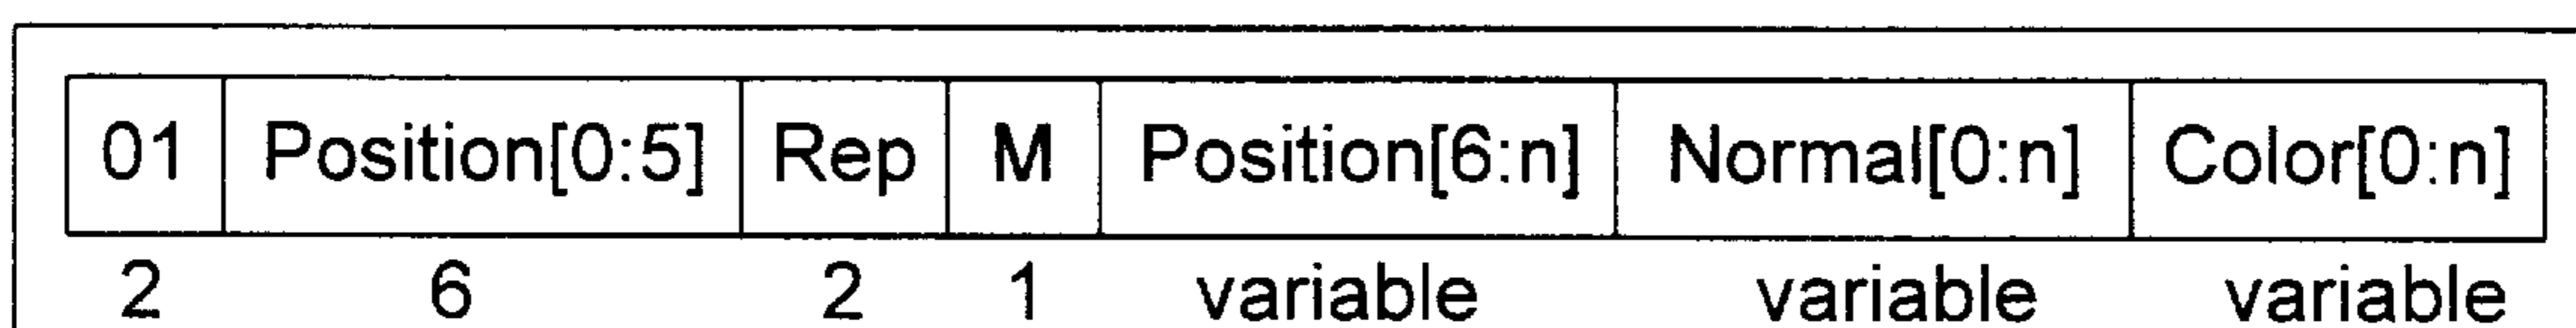 01 Position[0:5] Rep M Position[6:n] Normal[0:n] Color[0:n]
2 6 2 1 variable variable variable